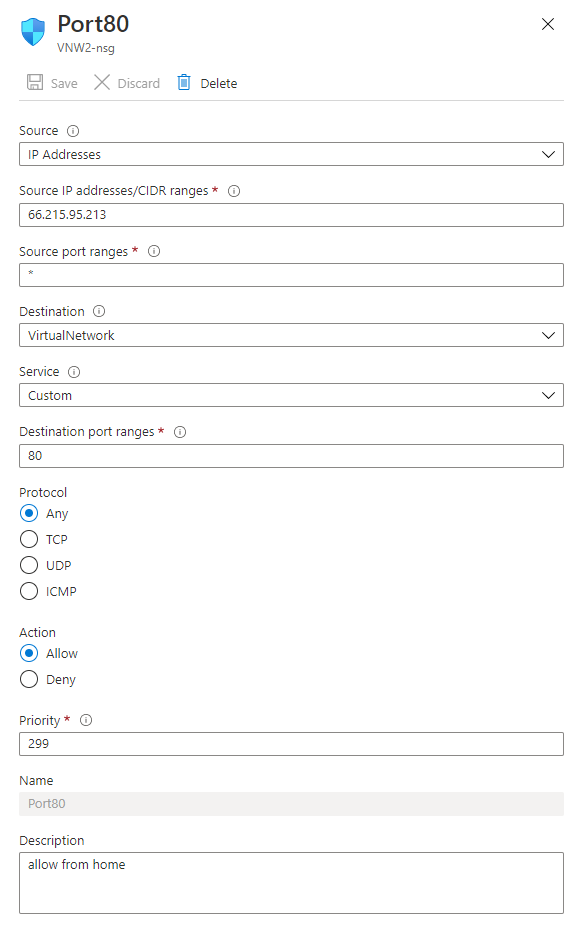 Port80
VNW2-nsg
Save Discard Delete
Source
IP Addresses
Source IP addresses/CIDR ranges *
66.215.95.213
Source port ranges *
*
Destination
VirtualNetwork
Service
Custom
Destination port ranges *
80
Protocol
Any
TCP
UDP
ICMP
Action
Allow
Deny
Priority *
299
Name
Port80
Description
allow from home